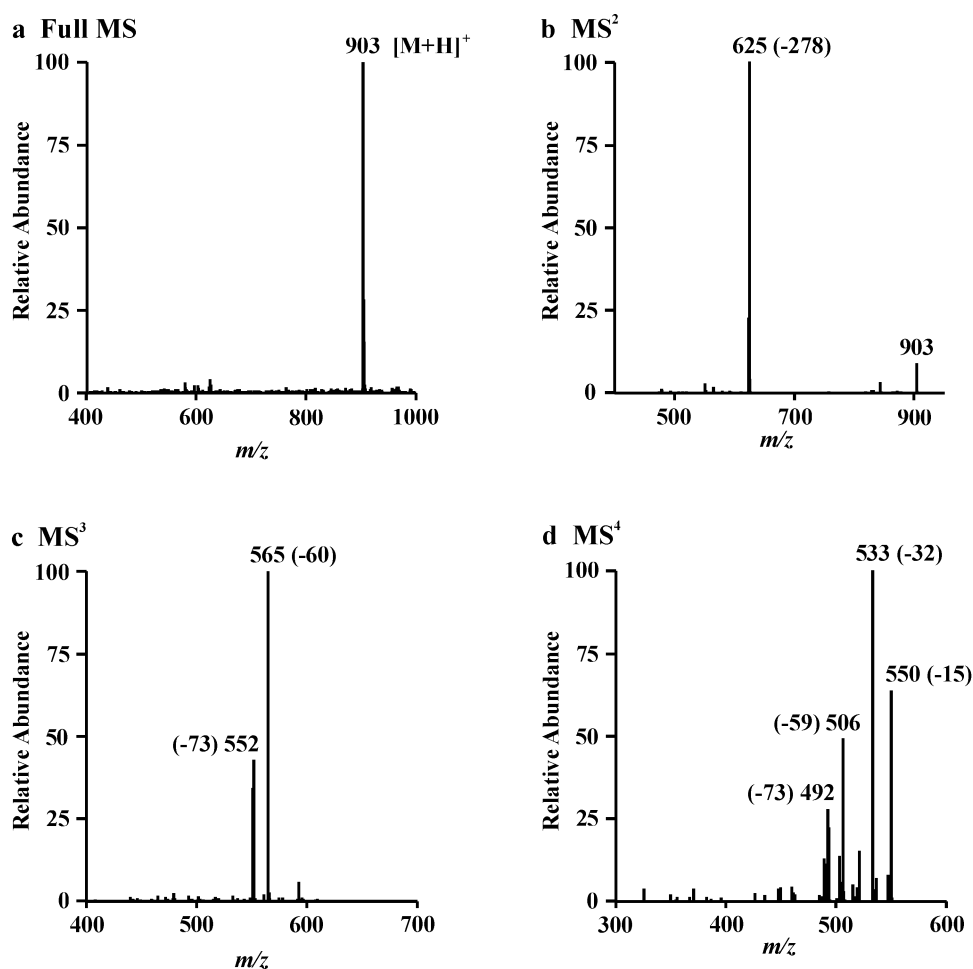 a Full MS
903 [M+H]⁺
100
75
50
25
0
Relative Abundance
400 600 800 1000
m/z
b MS²
625 (-278)
903
100
75
50
25
0
Relative Abundance
500 700 900
m/z
c MS³
565 (-60)
(-73) 552
100
75
50
25
0
Relative Abundance
400 500 600 700
m/z
d MS⁴
533 (-32)
550 (-15)
(-59) 506
(-73) 492
100
75
50
25
0
Relative Abundance
300 400 500 600
m/z